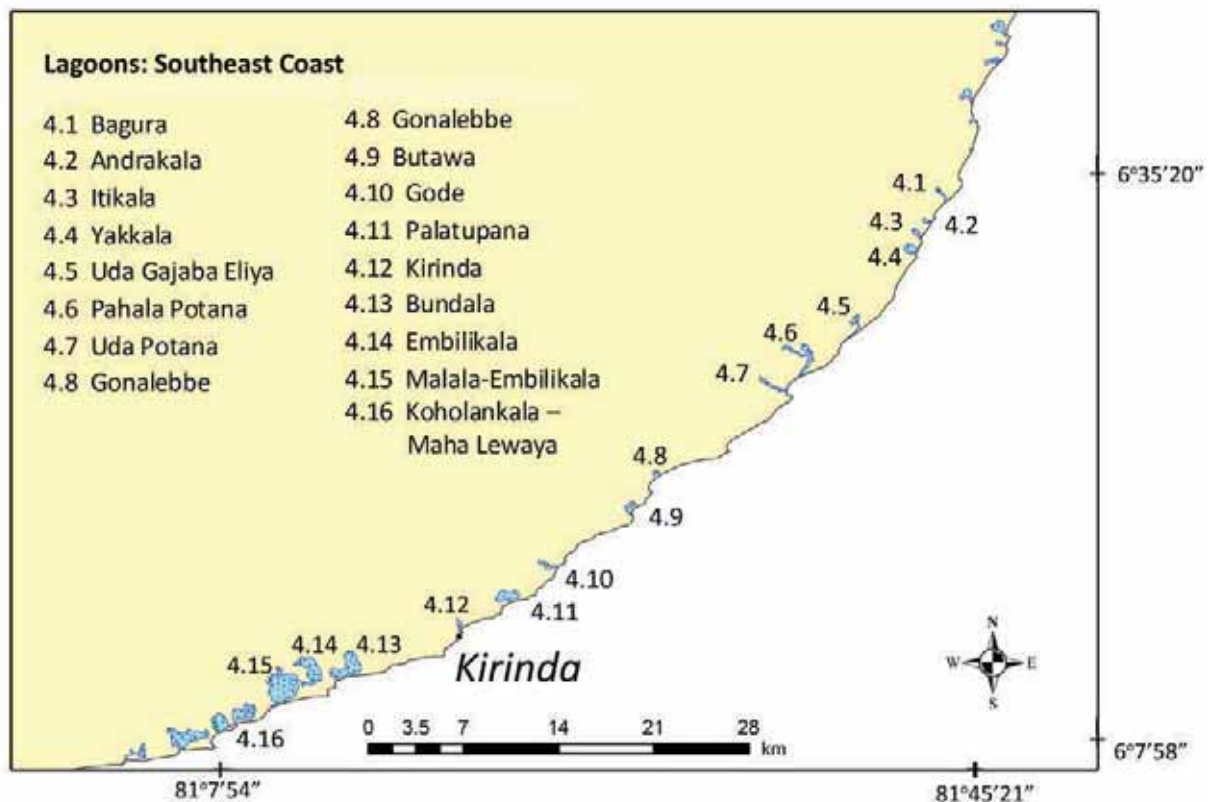 Lagoons: Southeast Coast
4.1 Bagura
4.2 Andrakala
4.3 Itikala
4.4 Yakkala
4.5 Uda Gajaba Eliya
4.6 Pahala Potana
4.7 Uda Potana
4.8 Gonalebbe
4.8 Gonalebbe
4.9 Butawa
4.10 Gode
4.11 Palatupana
4.12 Kirinda
4.13 Bundala
4.14 Embilikala
4.15 Malala-Embilikala
4.16 Koholankala –
Maha Lewaya
4.1
4.2
4.3
4.4
4.5
4.6
4.7
4.8
4.9
4.10
4.11
4.12
4.13
4.14
4.15
4.16
Kirinda
N
W E
S
0 3.5 7 14 21 28
km
6°35'20"
6°7'58"
81°7'54"
81°45'21"